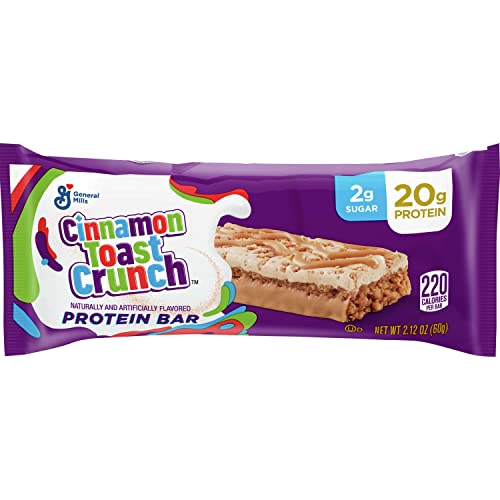 General
Mills
Cinnamon
Toast
Crunch™
NATURALLY AND ARTIFICIALLY FLAVORED
PROTEIN BAR
2g
SUGAR
20g
PROTEIN
220
CALORIES
PER BAR
NET WT 2.12 OZ (60g)